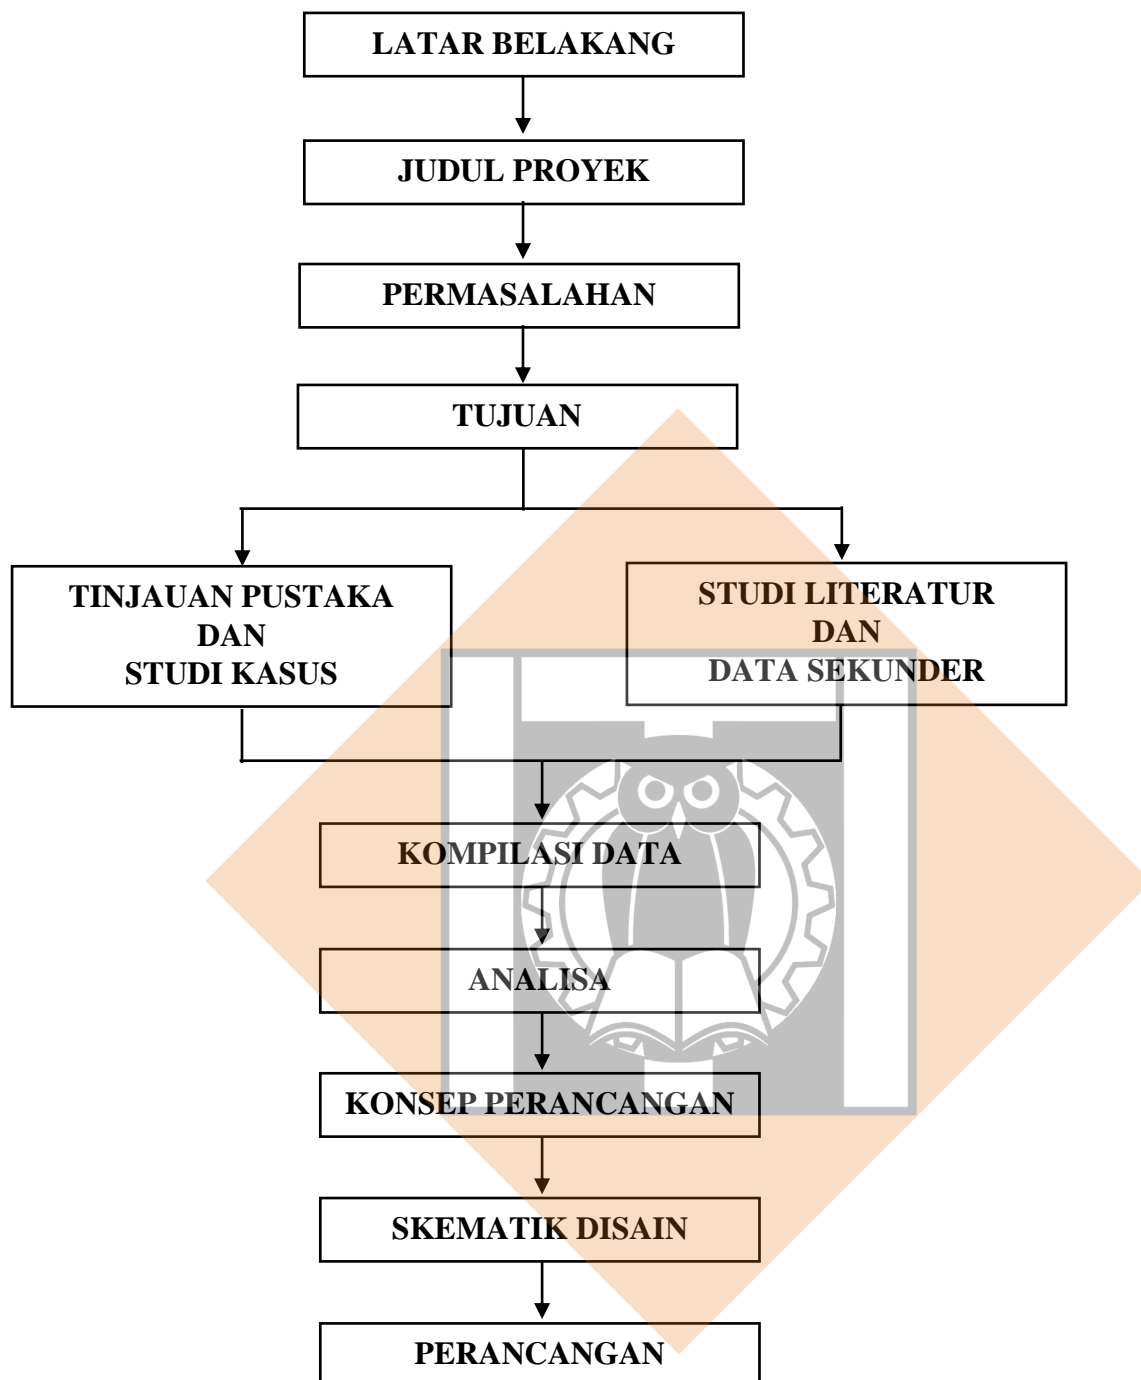 LATAR BELAKANG
JUDUL PROYEK
PERMASALAHAN
TUJUAN
TINJAUAN PUSTAKA
DAN
STUDI KASUS
STUDI LITERATUR
DAN
DATA SEKUNDER
KOMPILASI DATA
ANALISA
KONSEP PERANCANGAN
SKEMATIK DISAIN
PERANCANGAN